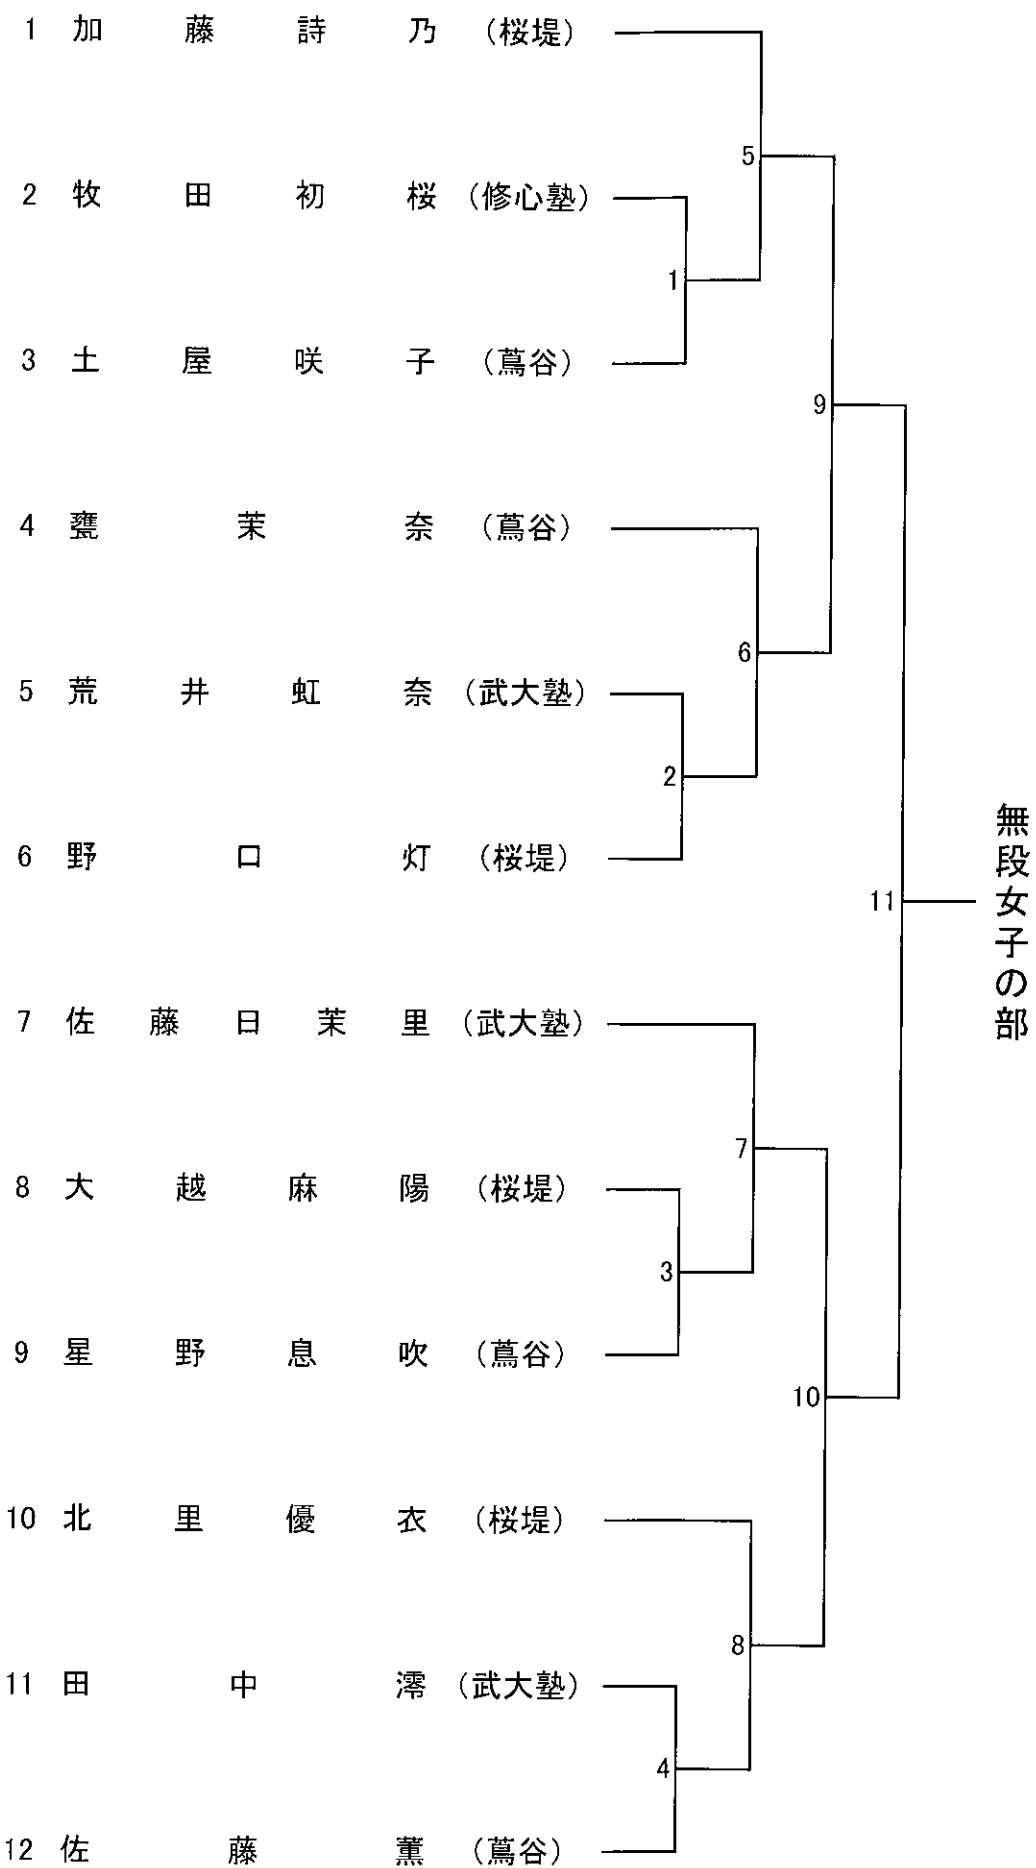 1 加藤詩乃 (桜堤)
5
2 牧田初桜 (修心塾)
1
3 土屋咲子 (蔦谷)
9
4 甕茉奈 (蔦谷)
6
5 荒井虹奈 (武大塾)
2
6 野口灯 (桜堤)
11
無段女子の部
7 佐藤日茉里 (武大塾)
7
8 大越麻陽 (桜堤)
3
9 星野息吹 (蔦谷)
10
10 北里優衣 (桜堤)
8
11 田中澪 (武大塾)
4
12 佐藤薫 (蔦谷)